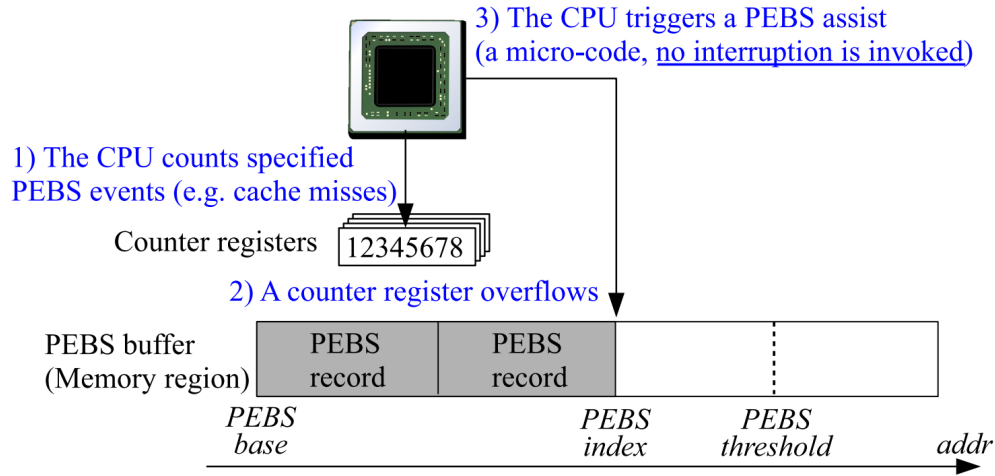 3) The CPU triggers a PEBS assist
(a micro-code, no interruption is invoked)
1) The CPU counts specified
PEBS events (e.g. cache misses)
Counter registers
12345678
2) A counter register overflows
PEBS buffer
(Memory region)
PEBS
record
PEBS
record
PEBS
base
PEBS
index
PEBS
threshold
addr